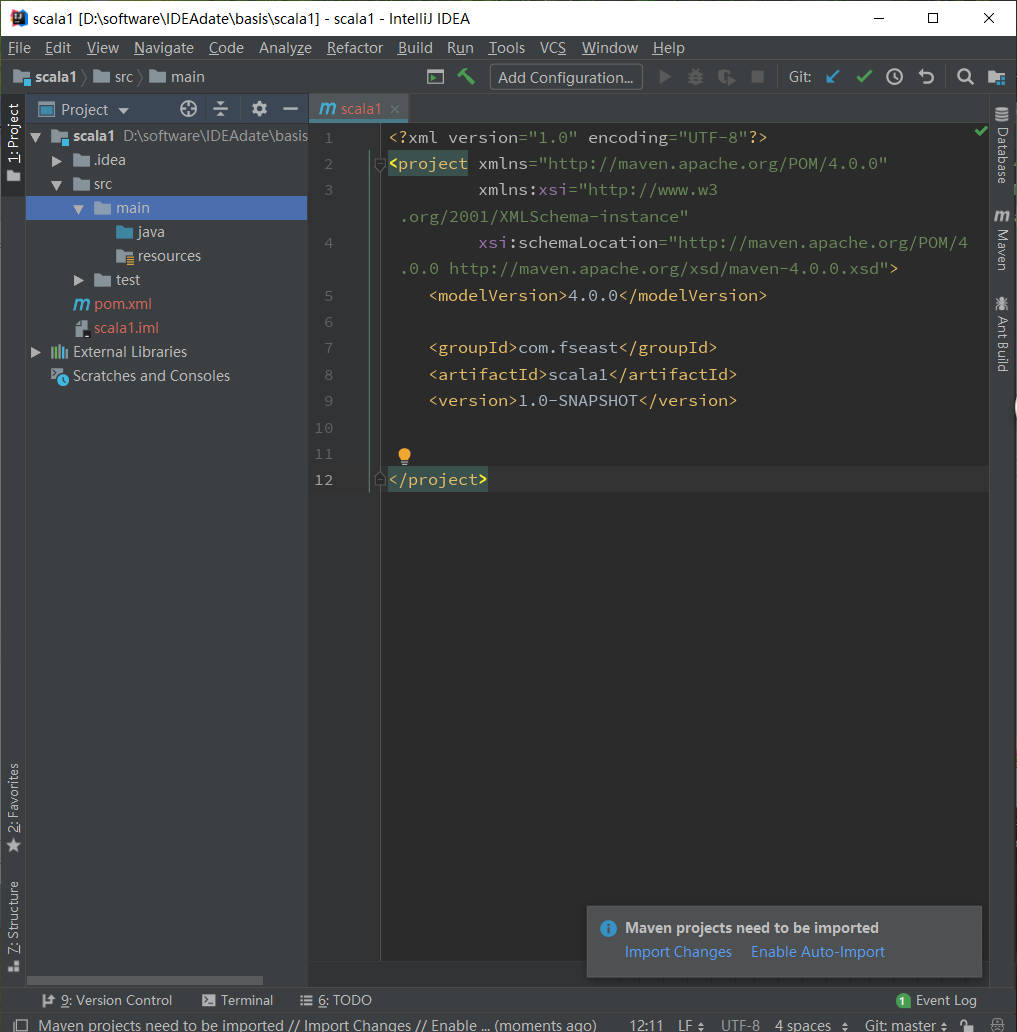 scala1 [D:\software\IDEAdate\basis\scala1] - scala1 - IntelliJ IDEA
File Edit View Navigate Code Analyze Refactor Build Run Tools VCS Window Help
scala1 src main Add Configuration... Git:
1: Project
Project
scala1
scala1 D:\software\IDEAdate\basis
.idea
src
main
java
resources
test
pom.xml
scala1.iml
External Libraries
Scratches and Consoles
1 <?xml version="1.0" encoding="UTF-8"?>
2 <project xmlns="http://maven.apache.org/POM/4.0.0"
3 xmlns:xsi="http://www.w3
.org/2001/XMLSchema-instance"
4 xsi:schemaLocation="http://maven.apache.org/POM/4
.0.0 http://maven.apache.org/xsd/maven-4.0.0.xsd">
5 <modelVersion>4.0.0</modelVersion>
6
7 <groupId>com.fseast</groupId>
8 <artifactId>scala1</artifactId>
9 <version>1.0-SNAPSHOT</version>
10
11
12 </project>
Database
Maven
Ant Build
2: Favorites
7: Structure
Maven projects need to be imported
Import Changes Enable Auto-Import
9: Version Control Terminal 6: TODO 1 Event Log
Maven projects need to be imported // Import Changes // Enable ... (moments ago) 12:11 LF UTF-8 4 spaces Git: master